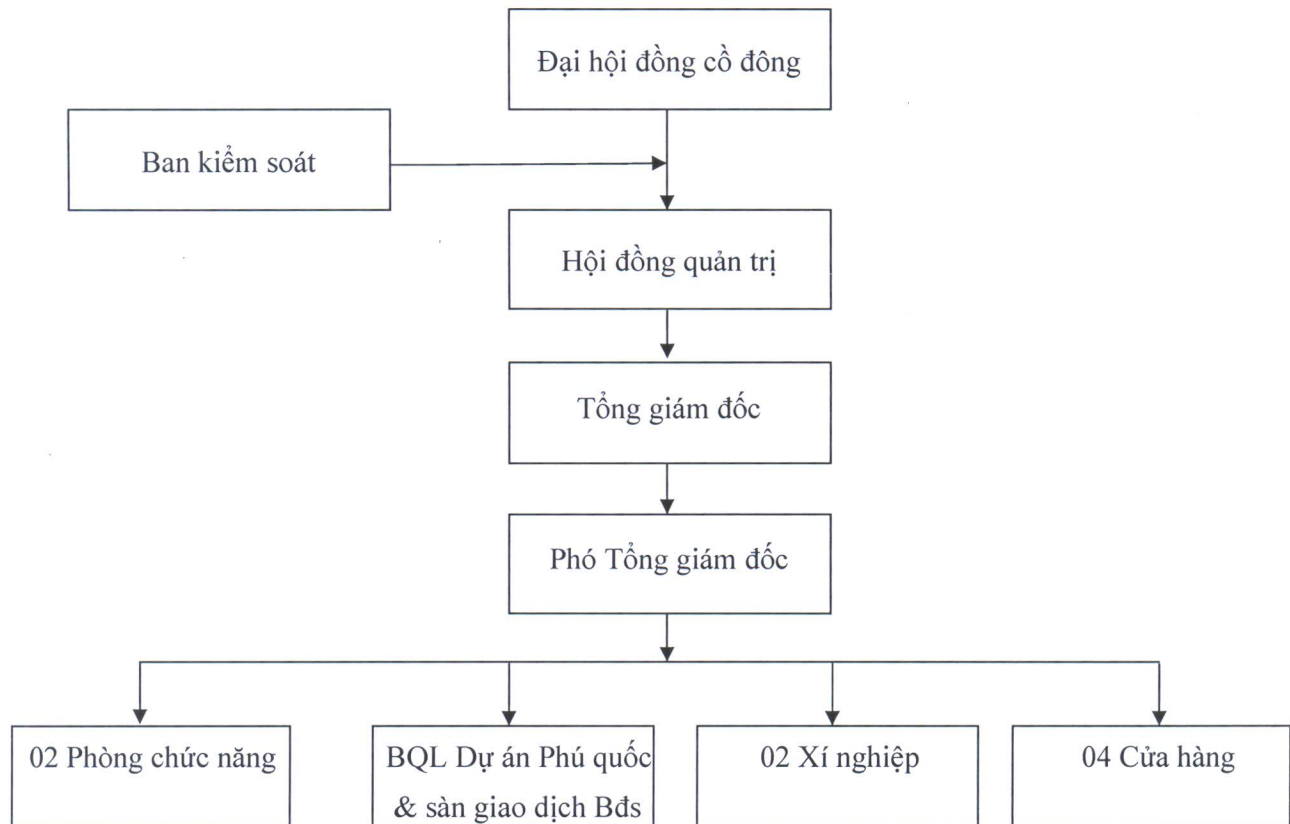 Đại hội đồng cồ đông
Ban kiểm soát
Hội đồng quản trị
Tổng giám đốc
Phó Tổng giám đốc
02 Phòng chức năng
BQL Dự án Phú quốc
& sàn giao dịch Bđs
02 Xí nghiệp
04 Cửa hàng